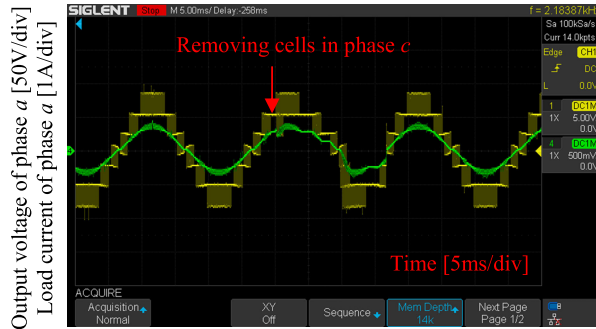 Output voltage of phase a [50V/div]
Load current of phase a [1A/div]
SIGLENT Stop M 5.00ms/ Delay:-258ms f = 2.18387kHz
Sa 100kSa/s
Curr 14.0kpts
Edge CH1
DC
L 0.0V
1 DC1M
1X 5.00V
0.0V
4 DC1M
1X 500mV
0.0V
Removing cells in phase c
Time [5ms/div]
ACQUIRE
Acquisition
Normal
XY
Off
Sequence
Mem Depth
14k
Next Page
Page 1/2